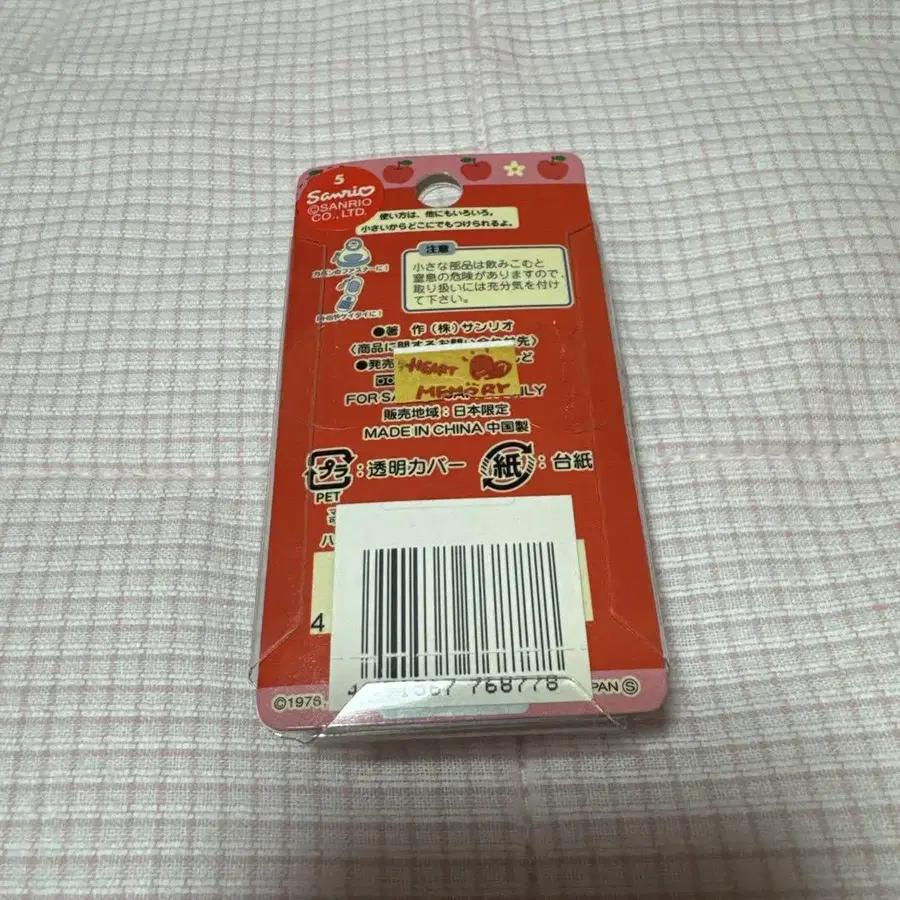 5
Sanrio
©SANRIO
CO., LTD.
使い方は、他にもいろいろ。
小さいからどこにでもつけられるよ。
注意
小さな部品は飲みこむと
窒息の危険がありますので、
取り扱いには充分気を付け
て下さい。
●著 作(株)サンリオ
●発売
HEART
MEMORY
販売地域:日本限定
MADE IN CHINA 中国製
プラ:透明カバー
PET
紙:台紙
4
768778
©1976,